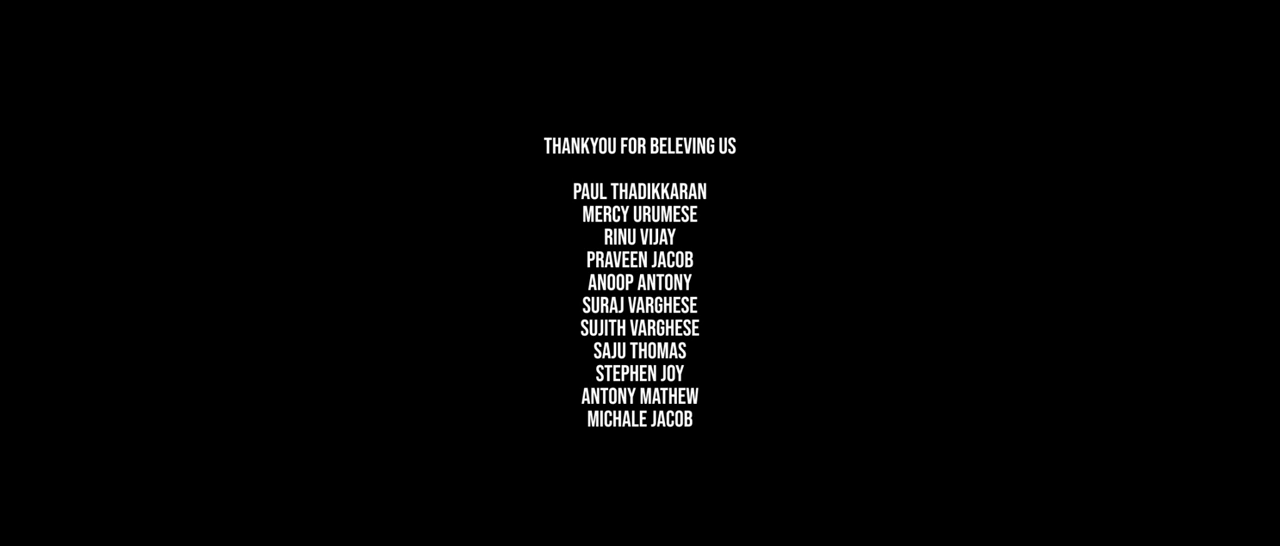 THANKYOU FOR BELEVING US
PAUL THADIKKARAN
MERCY URUMESE
RINU VIJAY
PRAVEEN JACOB
ANOOP ANTONY
SURAJ VARGHESE
SUJITH VARGHESE
SAJU THOMAS
STEPHEN JOY
ANTONY MATHEW
MICHALE JACOB